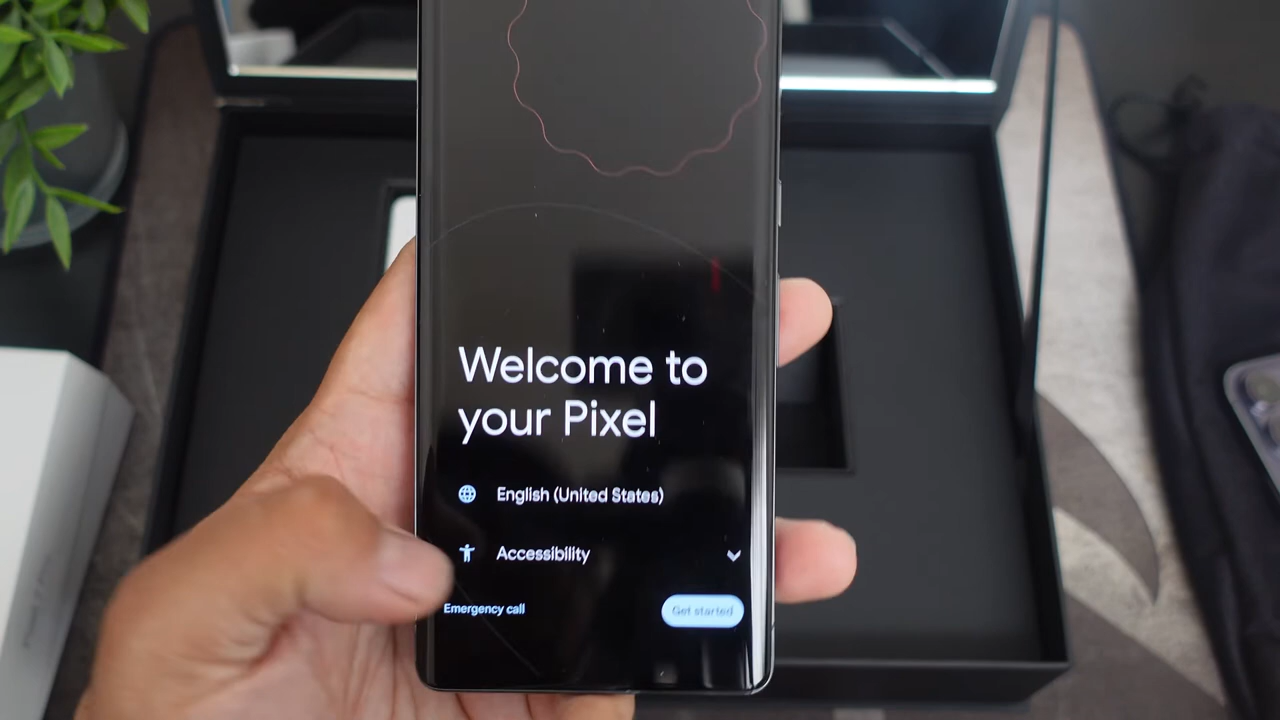 Welcome to
your Pixel
English (United States)
Accessibility
Emergency call
Get started